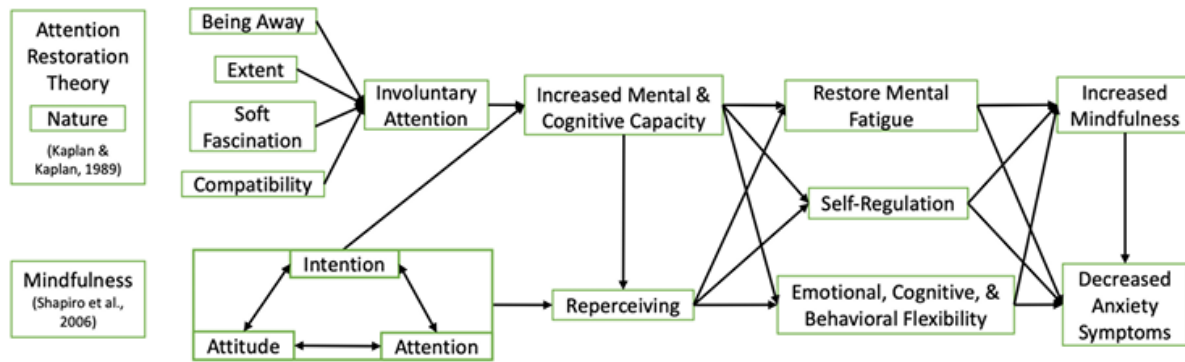 Attention
Restoration
Theory
Nature
(Kaplan &
Kaplan, 1989)
Being Away
Extent
Soft
Fascination
Compatibility
Involuntary
Attention
Increased Mental &
Cognitive Capacity
Restore Mental
Fatigue
Increased
Mindfulness
Self-Regulation
Mindfulness
(Shapiro et al.,
2006)
Intention
Attitude
Attention
Reperceiving
Emotional, Cognitive, &
Behavioral Flexibility
Decreased
Anxiety
Symptoms